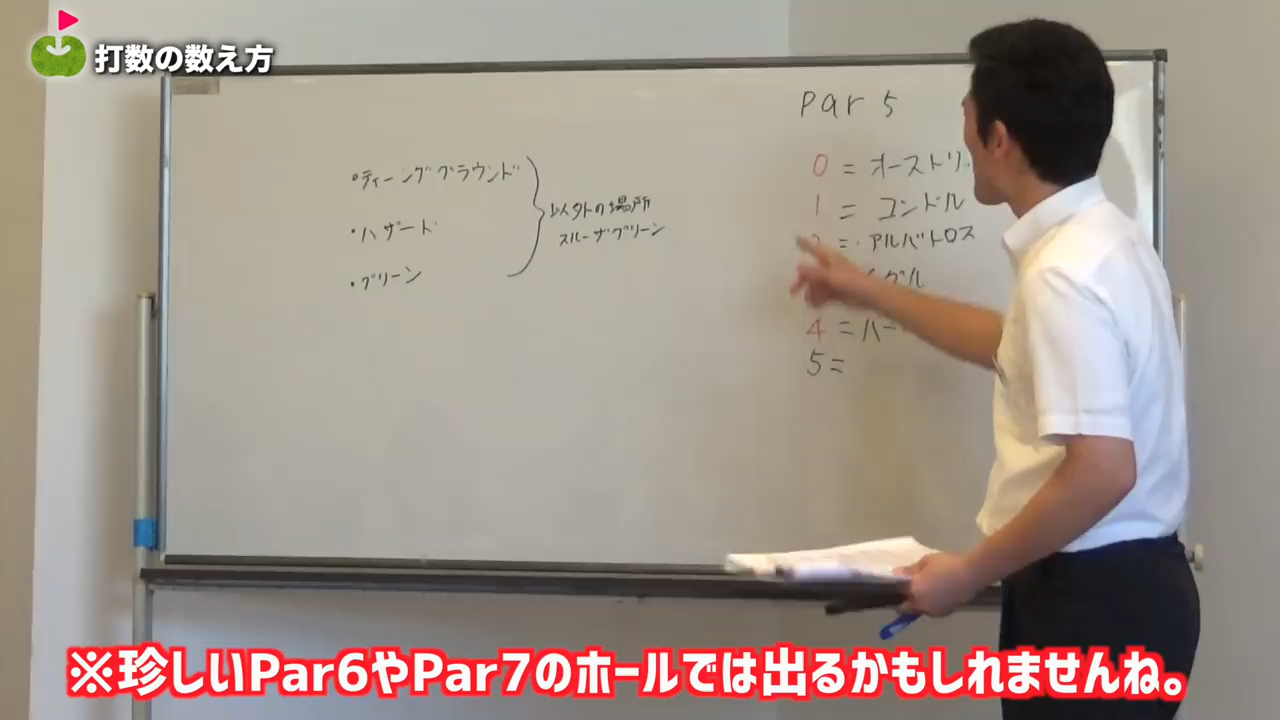 打数の数え方
・ティーンググラウンド
・ハザード
・グリーン
以外の場所
スルーザグリーン
Par 5
0 = オーストリ
1 = コンドル
= アルバトロス
グル
4 = バー
5 =
※珍しいPar6やPar7のホールでは出るかもしれませんね。